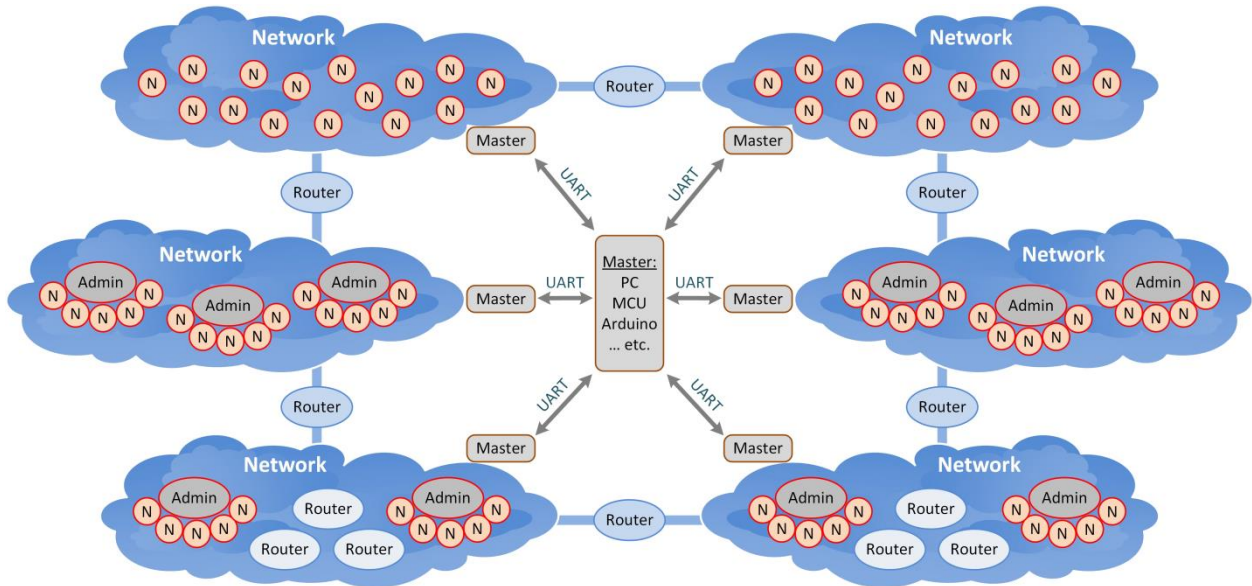 Network
N N N N N N N N N
N N N N N N
Network
N N N N N N N N N
N N N N N N
Router
Master
Master
UART
UART
Router
Router
Network
Admin
N N N N N
Admin
N N N N N
Admin
N N N N N
Master
UART
Master:
PC
MCU
Arduino
... etc.
UART
Master
Network
Admin
N N N N N
Admin
N N N N N
Admin
N N N N N
Router
Router
UART
UART
Master
Master
Network
Admin
N N N N N
Router
Router
Router
Admin
N N N N N
Router
Network
Admin
N N N N N
Router
Router
Router
Admin
N N N N N